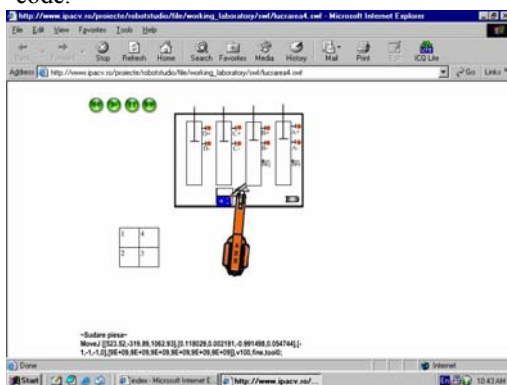 code.
http://www.ipacv.ro/proiecte/robotstudio/file/working_laboratory/swf/lucrarea4.swf - Microsoft Internet Explorer
File Edit View Favorites Tools Help
Stop Refresh Home Search Favorites Media History Mail Print Edit ICQ Lite
Address http://www.ipacv.ro/proiecte/robotstudio/file/working_laboratory/swf/lucrarea4.swf Go Links
D+ C+ B+ A+
D- C- B- A-
1 4
2 3
~Sudare piesa~
MoveJ [[523.52,-319.89,1062.93],[0.118029,0.002181,-0.991498,0.054744],[-
1,-1,-1,0],[9E+09,9E+09,9E+09,9E+09,9E+09,9E+09]],v100,fine,tool0;
Done Internet
Start index - Microsoft Internet E... http://www.ipacv.ro/... En 10:43 AM